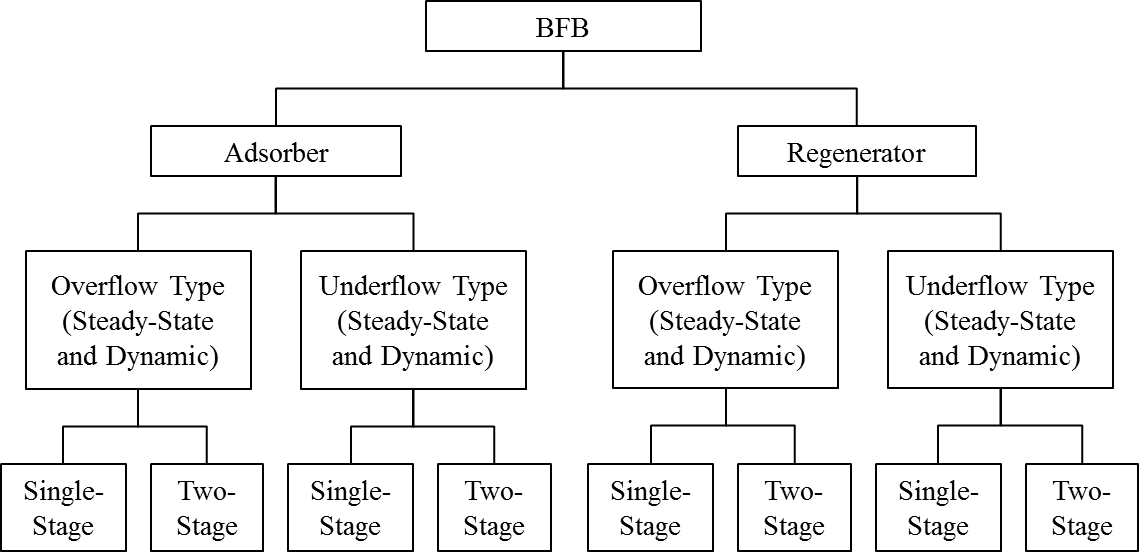 BFB
Adsorber
Regenerator
Overflow Type
(Steady-State
and Dynamic)
Underflow Type
(Steady-State
and Dynamic)
Overflow Type
(Steady-State
and Dynamic)
Underflow Type
(Steady-State
and Dynamic)
Single-
Stage
Two-
Stage
Single-
Stage
Two-
Stage
Single-
Stage
Two-
Stage
Single-
Stage
Two-
Stage